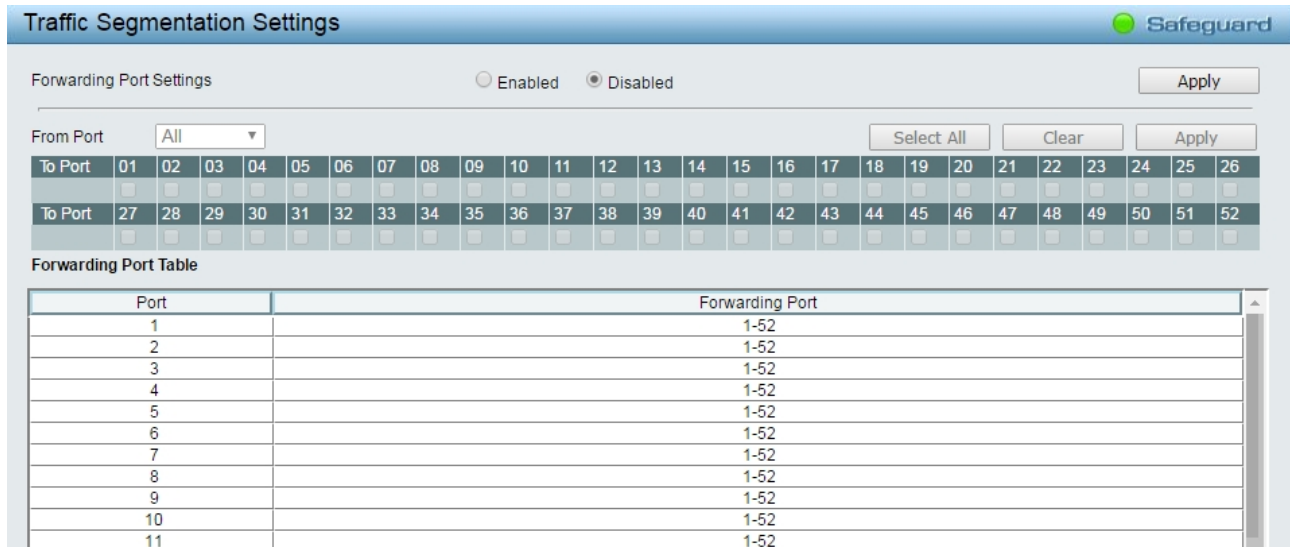 Traffic Segmentation Settings Safeguard
Forwarding Port Settings Enabled Disabled Apply
From Port All Select All Clear Apply
To Port 01 02 03 04 05 06 07 08 09 10 11 12 13 14 15 16 17 18 19 20 21 22 23 24 25 26
To Port 27 28 29 30 31 32 33 34 35 36 37 38 39 40 41 42 43 44 45 46 47 48 49 50 51 52
Forwarding Port Table
Port Forwarding Port
1 1-52
2 1-52
3 1-52
4 1-52
5 1-52
6 1-52
7 1-52
8 1-52
9 1-52
10 1-52
11 1-52